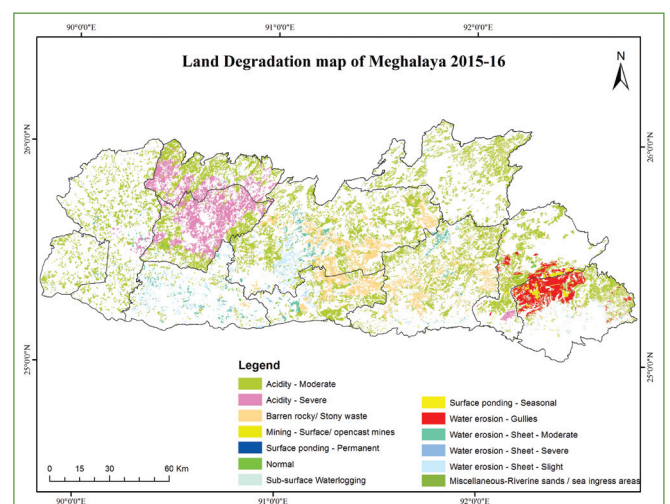 90°0'0"E 91°0'0"E 92°0'0"E
Land Degradation map of Meghalaya 2015-16
N
26°0'0"N
26°0'0"N
25°0'0"N
25°0'0"N
Legend
Acidity - Moderate
Acidity - Severe
Barren rocky/ Stony waste
Mining - Surface/ opencast mines
Surface ponding - Permanent
Normal
Sub-surface Waterlogging
Surface ponding - Seasonal
Water erosion - Gullies
Water erosion - Sheet - Moderate
Water erosion - Sheet - Severe
Water erosion - Sheet - Slight
Miscellaneous-Riverine sands / sea ingress areas
0 15 30 60 Km
90°0'0"E 91°0'0"E 92°0'0"E